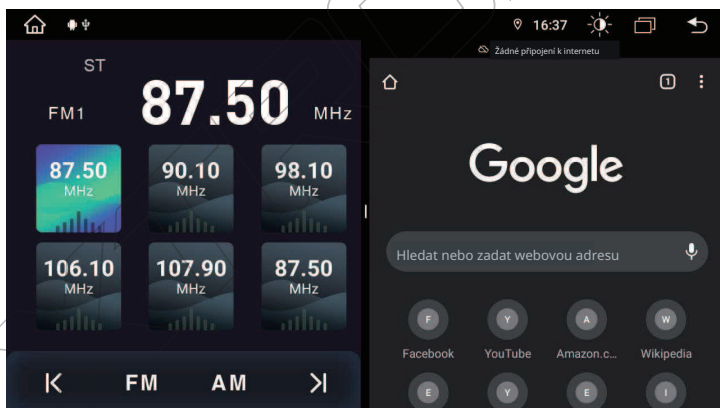 16:37
Žádné připojení k internetu
ST
FM1 87.50 MHz
87.50 MHz
90.10 MHz
98.10 MHz
106.10 MHz
107.90 MHz
87.50 MHz
FM AM
1
Google
Hledat nebo zadat webovou adresu
F Y A W
Facebook YouTube Amazon.c... Wikipedia
E Y E I